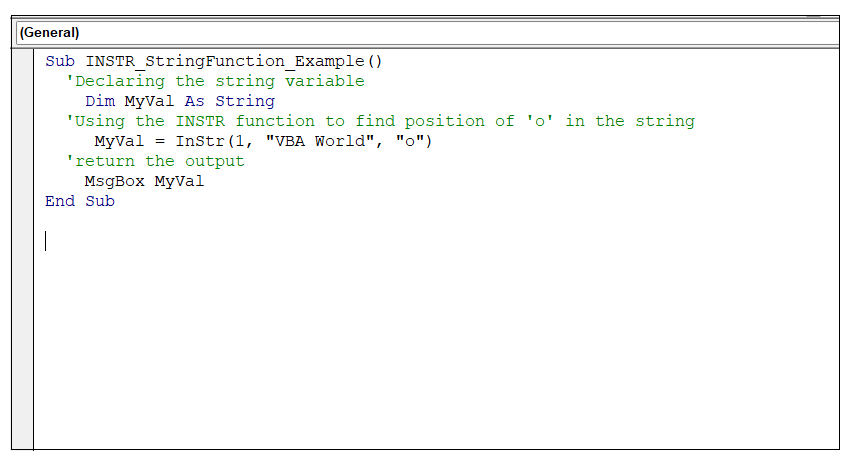 (General)
Sub INSTR_StringFunction_Example()
'Declaring the string variable
Dim MyVal As String
'Using the INSTR function to find position of 'o' in the string
MyVal = InStr(1, "VBA World", "o")
'return the output
MsgBox MyVal
End Sub